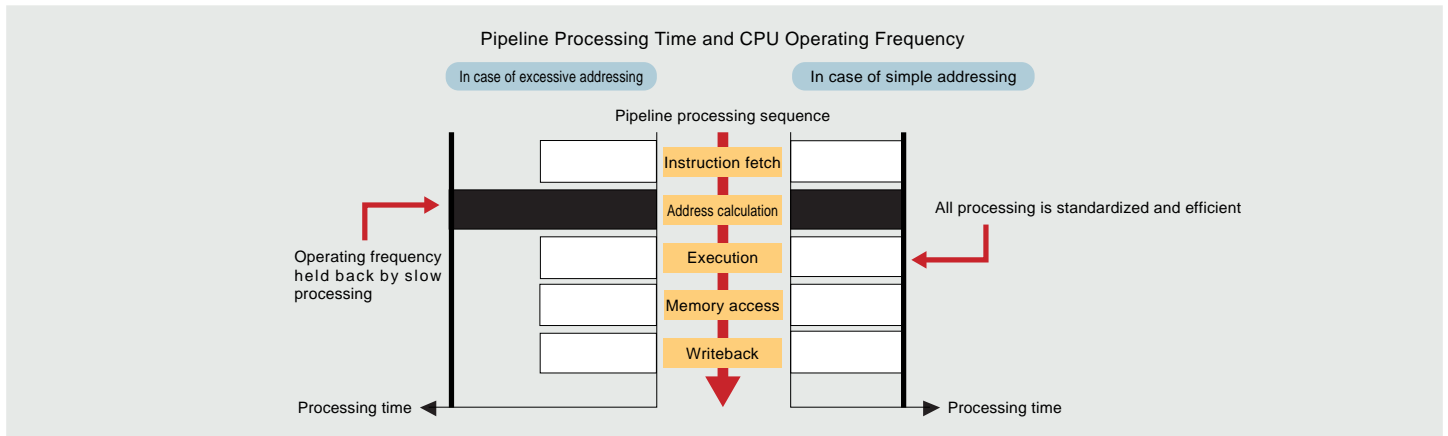 Pipeline Processing Time and CPU Operating Frequency
In case of excessive addressing
In case of simple addressing
Pipeline processing sequence
Instruction fetch
Address calculation
Execution
Memory access
Writeback
Operating frequency
held back by slow
processing
All processing is standardized and efficient
Processing time
Processing time